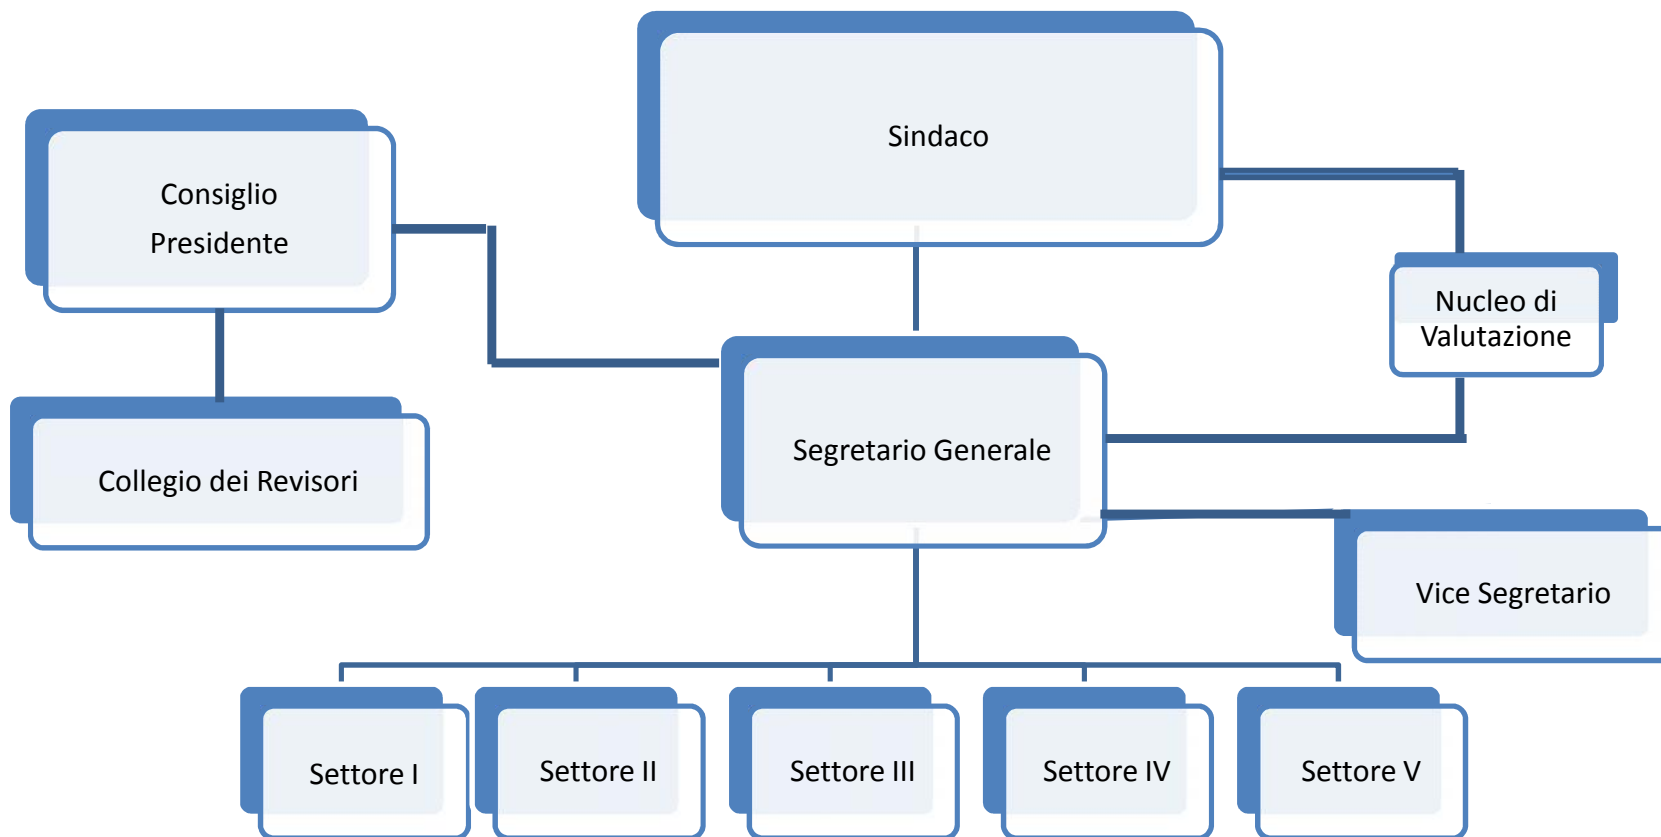 Sindaco
Consiglio
Presidente
Nucleo di
Valutazione
Segretario Generale
Collegio dei Revisori
Vice Segretario
Settore I
Settore II
Settore III
Settore IV
Settore V